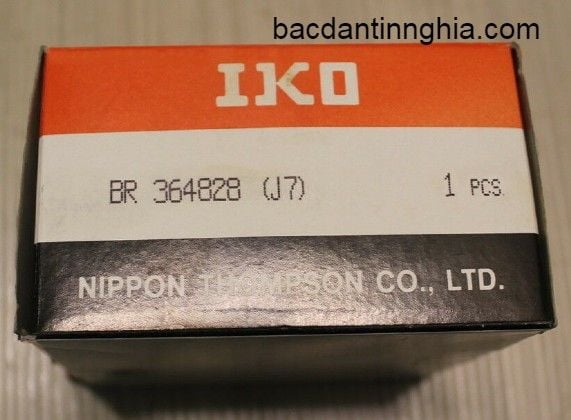 bacdantinnghia.com
IKO
BR 364828 (J7) 1 PCS
NIPPON THOMPSON CO., LTD.